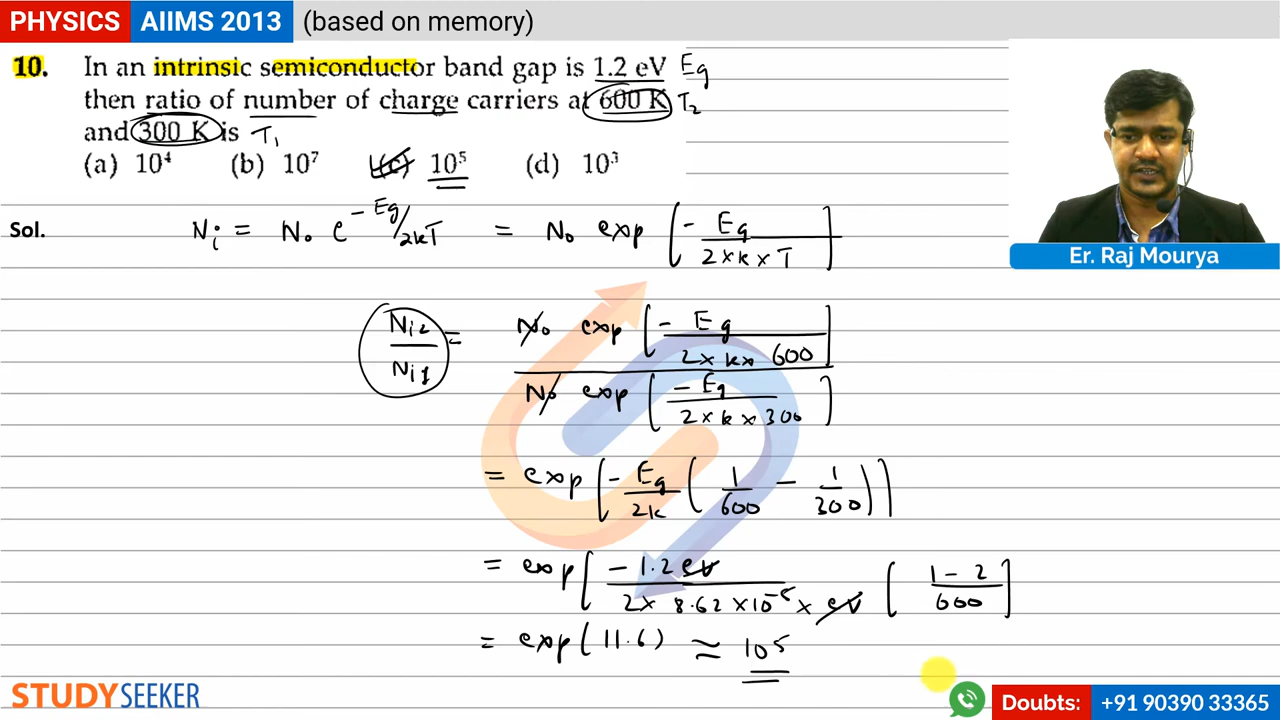 PHYSICS AIIMS 2013 (based on memory)
10. In an intrinsic semiconductor band gap is 1.2 eV Eg
then ratio of number of charge carriers at 600 K T₂
and 300 K is T₁
(a) 10⁴ (b) 10⁷ (c) 10⁵ (d) 10³
Sol. Ni = N₀ e^(-Eg/2kT) = N₀ exp [- Eg / 2×k×T]
Ni2 / Ni1 = N₀ exp [- Eg / 2×k×600] / N₀ exp [-Eg / 2×k×300]
= exp [- Eg/2k (1/600 - 1/300)]
= exp [-1.2 eV / 2× 8.62 ×10⁻⁵ × eV [1-2 / 600]
= exp (11.6) ≈ 10⁵
Er. Raj Mourya
STUDYSEEKER
Doubts: +91 90390 33365